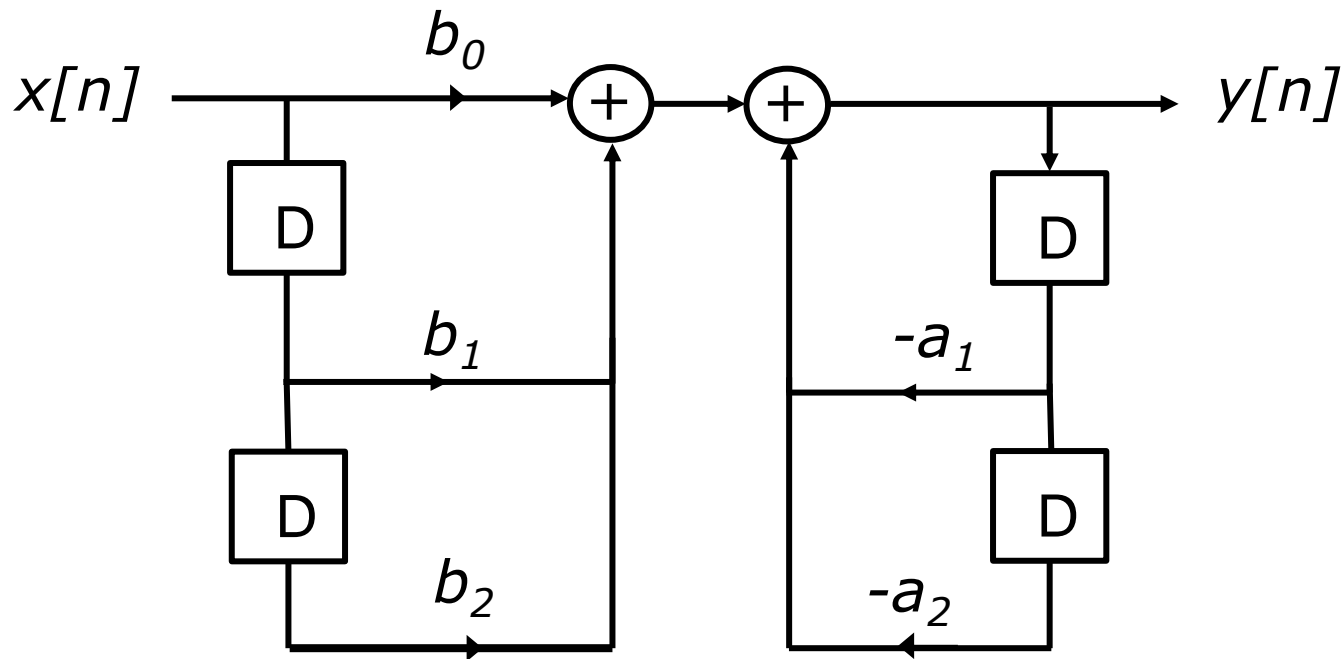 b₀
x[n] + + y[n]
D D
b₁ -a₁
D D
b₂ -a₂